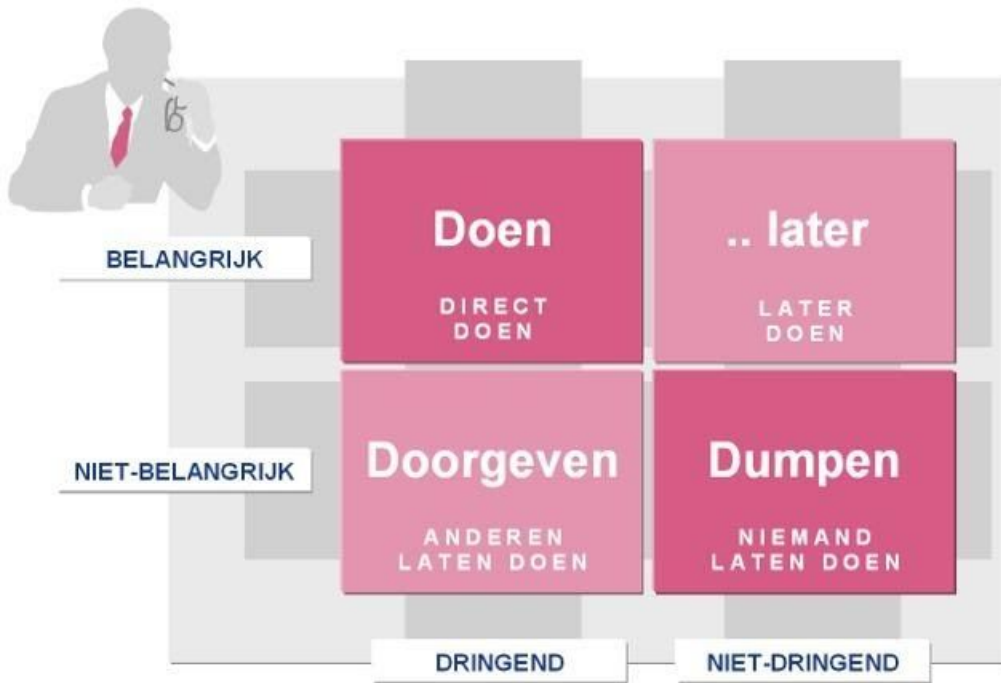 BELANGRIJK
Doen
DIRECT
DOEN
.. later
LATER
DOEN
NIET-BELANGRIJK
Doorgeven
ANDEREN
LATEN DOEN
Dumpen
NIEMAND
LATEN DOEN
DRINGEND
NIET-DRINGEND